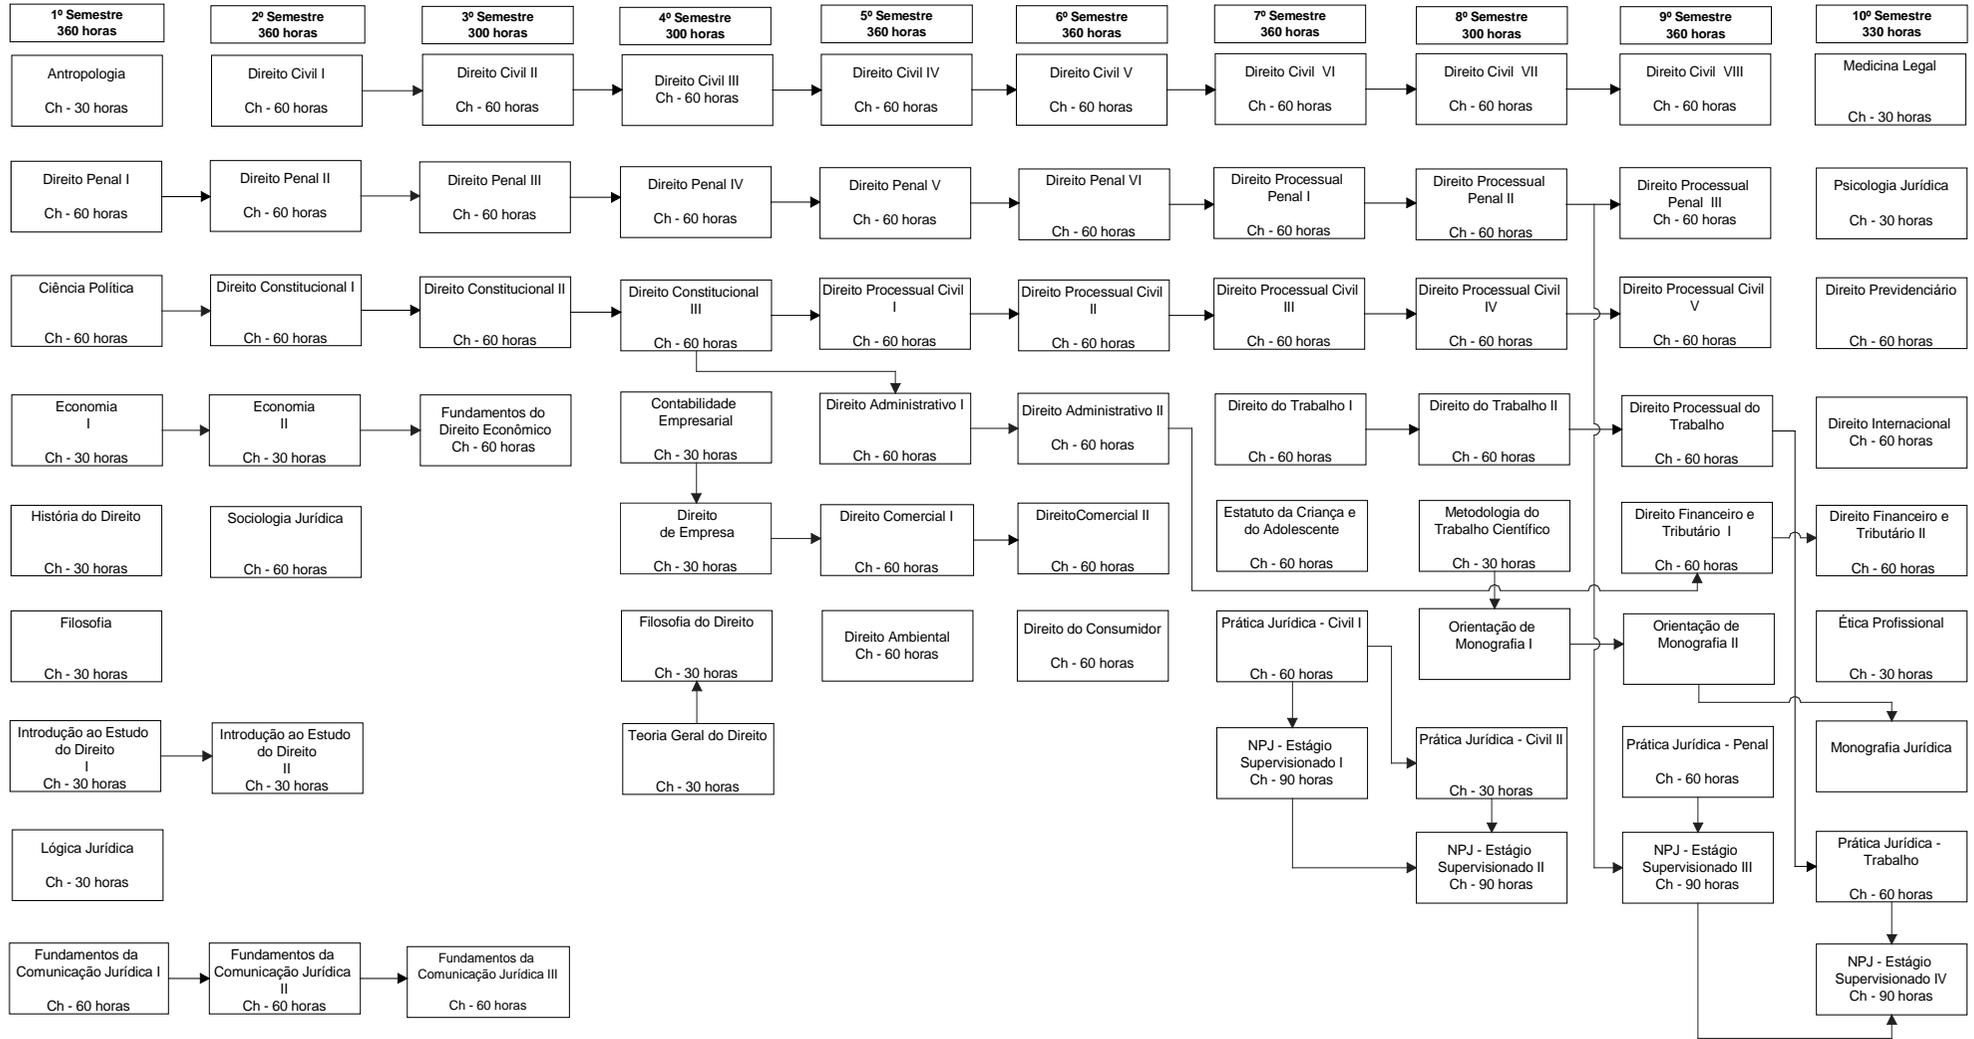 1º Semestre
360 horas
Antropologia
Ch - 30 horas
Direito Penal I
Ch - 60 horas
Ciência Política
Ch - 60 horas
Economia
I
Ch - 30 horas
História do Direito
Ch - 30 horas
Filosofia
Ch - 30 horas
Introdução ao Estudo
do Direito
I
Ch - 30 horas
Lógica Jurídica
Ch - 30 horas
Fundamentos da
Comunicação Jurídica I
Ch - 60 horas
2º Semestre
360 horas
Direito Civil I
Ch - 60 horas
Direito Penal II
Ch - 60 horas
Direito Constitucional I
Ch - 60 horas
Economia
II
Ch - 30 horas
Sociologia Jurídica
Ch - 60 horas
Introdução ao Estudo
do Direito
II
Ch - 30 horas
Fundamentos da
Comunicação Jurídica
II
Ch - 60 horas
3º Semestre
300 horas
Direito Civil II
Ch - 60 horas
Direito Penal III
Ch - 60 horas
Direito Constitucional II
Ch - 60 horas
Fundamentos do
Direito Econômico
Ch - 60 horas
Fundamentos da
Comunicação Jurídica III
Ch - 60 horas
4º Semestre
300 horas
Direito Civil III
Ch - 60 horas
Direito Penal IV
Ch - 60 horas
Direito Constitucional
III
Ch - 60 horas
Contabilidade
Empresarial
Ch - 30 horas
Direito
de Empresa
Ch - 30 horas
Filosofia do Direito
Ch - 30 horas
Teoria Geral do Direito
Ch - 30 horas
5º Semestre
360 horas
Direito Civil IV
Ch - 60 horas
Direito Penal V
Ch - 60 horas
Direito Processual Civil
I
Ch - 60 horas
Direito Administrativo I
Ch - 60 horas
Direito Comercial I
Ch - 60 horas
Direito Ambiental
Ch - 60 horas
6º Semestre
360 horas
Direito Civil V
Ch - 60 horas
Direito Penal VI
Ch - 60 horas
Direito Processual Civil
II
Ch - 60 horas
Direito Administrativo II
Ch - 60 horas
DireitoComercial II
Ch - 60 horas
Direito do Consumidor
Ch - 60 horas
7º Semestre
360 horas
Direito Civil VI
Ch - 60 horas
Direito Processual
Penal I
Ch - 60 horas
Direito Processual Civil
III
Ch - 60 horas
Direito do Trabalho I
Ch - 60 horas
Estatuto da Criança e
do Adolescente
Ch - 60 horas
Prática Jurídica - Civil I
Ch - 60 horas
NPJ - Estágio
Supervisionado I
Ch - 90 horas
8º Semestre
300 horas
Direito Civil VII
Ch - 60 horas
Direito Processual
Penal II
Ch - 60 horas
Direito Processual Civil
IV
Ch - 60 horas
Direito do Trabalho II
Ch - 60 horas
Metodologia do
Trabalho Científico
Ch - 30 horas
Orientação de
Monografia I
Prática Jurídica - Civil II
Ch - 30 horas
NPJ - Estágio
Supervisionado II
Ch - 90 horas
9º Semestre
360 horas
Direito Civil VIII
Ch - 60 horas
Direito Processual
Penal III
Ch - 60 horas
Direito Processual Civil
V
Ch - 60 horas
Direito Processual do
Trabalho
Ch - 60 horas
Direito Financeiro e
Tributário I
Ch - 60 horas
Orientação de
Monografia II
Prática Jurídica - Penal
Ch - 60 horas
NPJ - Estágio
Supervisionado III
Ch - 90 horas
10º Semestre
330 horas
Medicina Legal
Ch - 30 horas
Psicologia Jurídica
Ch - 30 horas
Direito Previdenciário
Ch - 60 horas
Direito Internacional
Ch - 60 horas
Direito Financeiro e
Tributário II
Ch - 60 horas
Ética Profissional
Ch - 30 horas
Monografia Jurídica
Prática Jurídica -
Trabalho
Ch - 60 horas
NPJ - Estágio
Supervisionado IV
Ch - 90 horas